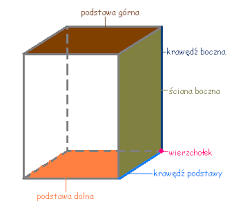 podstawa górna
krawędź boczna
ściana boczna
wierzchołek
krawędź podstawy
podstawa dolna